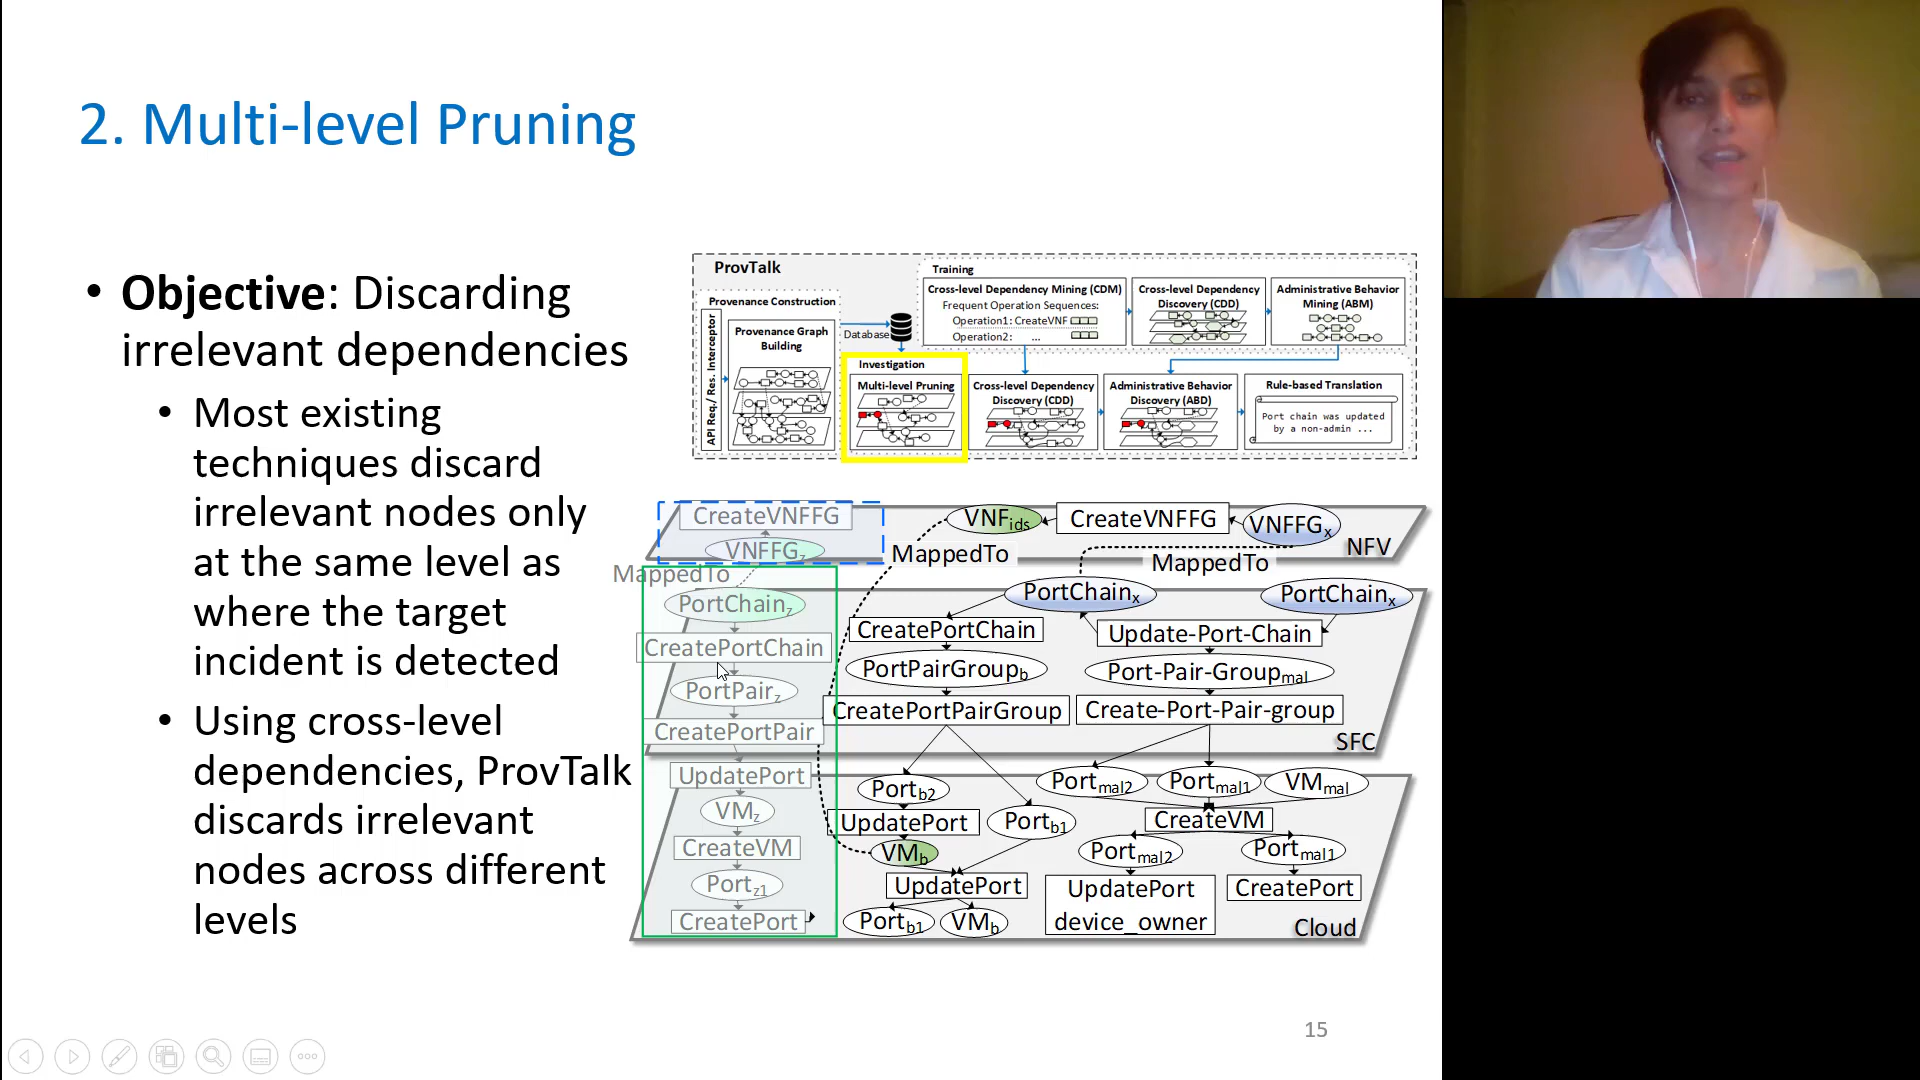 2. Multi-level Pruning
• Objective: Discarding
irrelevant dependencies
• Most existing
techniques discard
irrelevant nodes only
at the same level as
where the target
incident is detected
• Using cross-level
dependencies, ProvTalk
discards irrelevant
nodes across different
levels
ProvTalk
Provenance Construction
API Req./ Res. Interceptor
Provenance Graph
Building
Database
Training
Cross-level Dependency Mining (CDM)
Frequent Operation Sequences:
Operation1: CreateVNF
Operation2: ...
Cross-level Dependency
Discovery (CDD)
Administrative Behavior
Mining (ABM)
Investigation
Multi-level Pruning
Cross-level Dependency
Discovery (CDD)
Administrative Behavior
Discovery (ABD)
Rule-based Translation
Port chain was updated
by a non-admin ...
CreateVNFFG
VNFFGz
VNFids
CreateVNFFG
VNFFGx
NFV
MappedTo
MappedTo
MappedTo
PortChainz
CreatePortChain
PortPairz
CreatePortPair
PortChainx
PortChainx
CreatePortChain
Update-Port-Chain
PortPairGroupb
Port-Pair-Groupmal
CreatePortPairGroup
Create-Port-Pair-group
SFC
UpdatePort
VMz
CreateVM
Portz1
CreatePort
Portb2
UpdatePort
Portb1
VMb
UpdatePort
Portb1
VMb
Portmal2
Portmal1
VMmal
CreateVM
Portmal2
Portmal1
UpdatePort
device_owner
CreatePort
Cloud
15